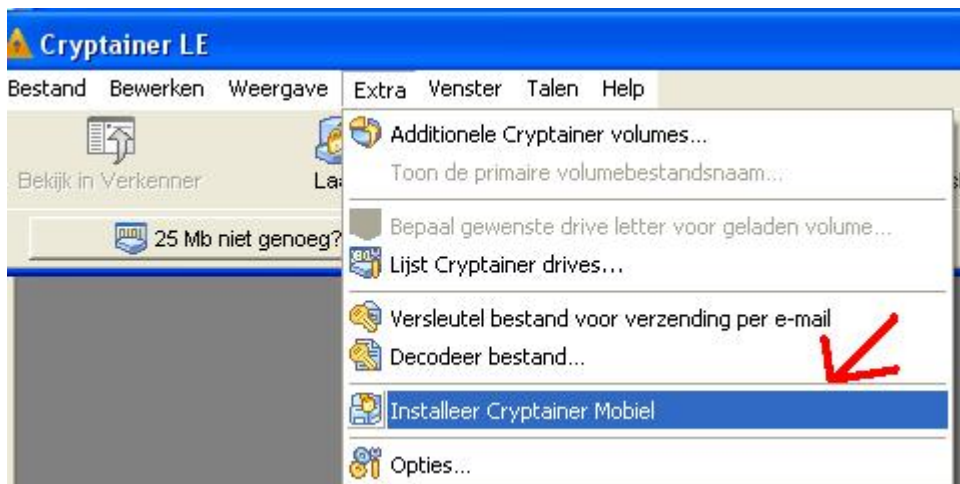 Cryptainer LE
Bestand Bewerken Weergave Extra Venster Talen Help
Additionele Cryptainer volumes...
Bekijk in Verkenner
Toon de primaire volumebestandsnaam...
25 Mb niet genoeg?
Bepaal gewenste drive letter voor geladen volume...
Lijst Cryptainer drives...
Versleutel bestand voor verzending per e-mail
Decodeer bestand...
Installeer Cryptainer Mobiel
Opties...